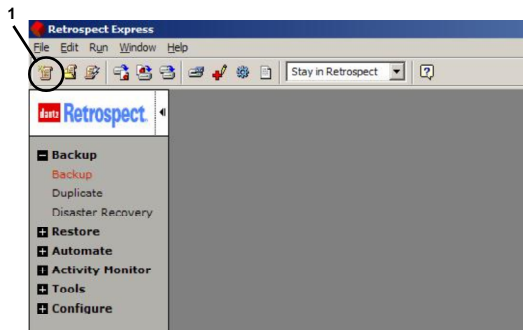 1
Retrospect Express
File Edit Run Window Help
Stay in Retrospect
dantz Retrospect.
Backup
Backup
Duplicate
Disaster Recovery
Restore
Automate
Activity Monitor
Tools
Configure